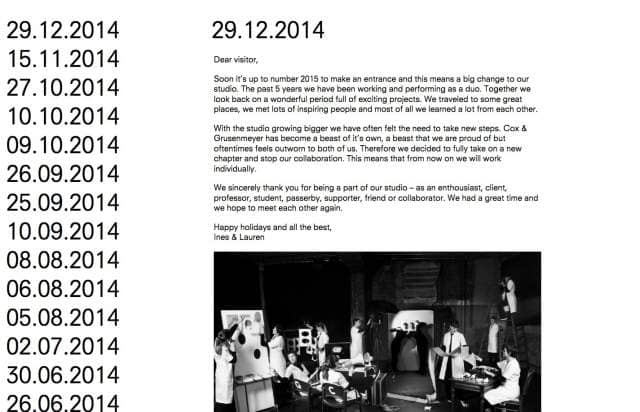 29.12.2014
15.11.2014
27.10.2014
10.10.2014
09.10.2014
26.09.2014
25.09.2014
10.09.2014
08.08.2014
06.08.2014
05.08.2014
02.07.2014
30.06.2014
26.06.2014
29.12.2014
Dear visitor,
Soon it's up to number 2015 to make an entrance and this means a big change to our
studio. The past 5 years we have been working and performing as a duo. Together we
look back on a wonderful period full of exciting projects. We traveled to some great
places, we met lots of inspiring people and most of all we learned a lot from each other.
With the studio growing bigger we have often felt the need to take new steps. Cox &
Grusenmeyer has become a beast of it's own, a beast that we are proud of but
oftentimes feels outworn to both of us. Therefore we decided to fully take on a new
chapter and stop our collaboration. This means that from now on we will work
individually.
We sincerely thank you for being a part of our studio – as an enthousiast, client,
professor, student, passerby, supporter, friend or collaborator. We had a great time and
we hope to meet each other again.
Happy holidays and all the best,
Ines & Lauren